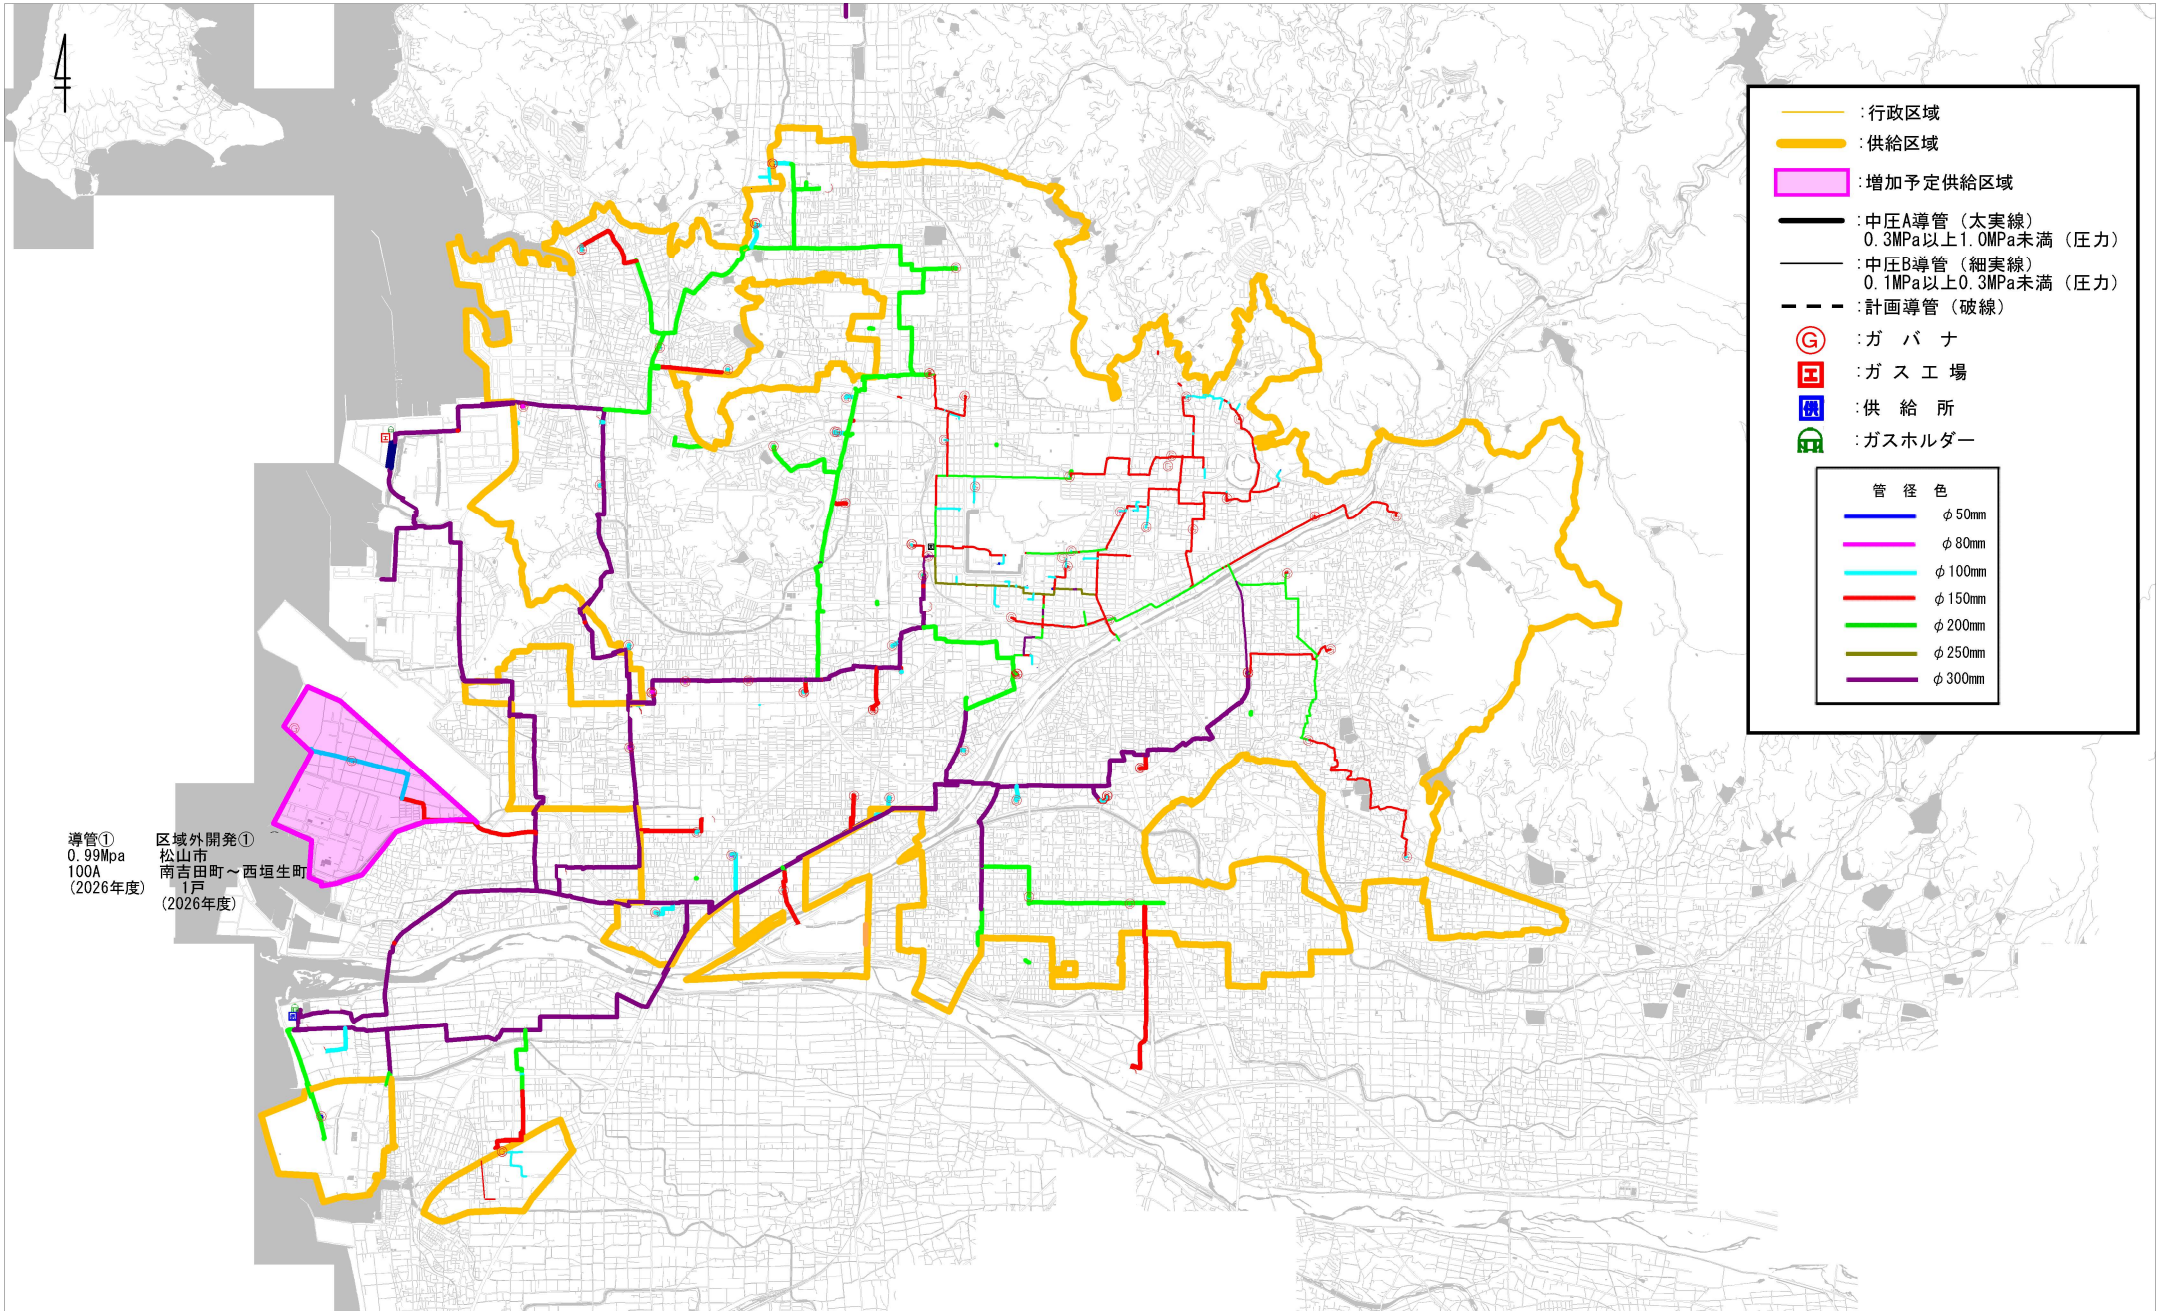 :行政区域
:供給区域
:増加予定供給区域
:中圧A導管（太実線）
0.3MPa以上1.0MPa未満（圧力）
:中圧B導管（細実線）
0.1MPa以上0.3MPa未満（圧力）
:計画導管（破線）
G :ガバナ
工 :ガス工場
供 :供給所
:ガスホルダー
管径色
φ50mm
φ80mm
φ100mm
φ150mm
φ200mm
φ250mm
φ300mm
導管① 区域外開発①
0.99Mpa 松山市
100A 南吉田町～西垣生町
(2026年度) 1戸
(2026年度)